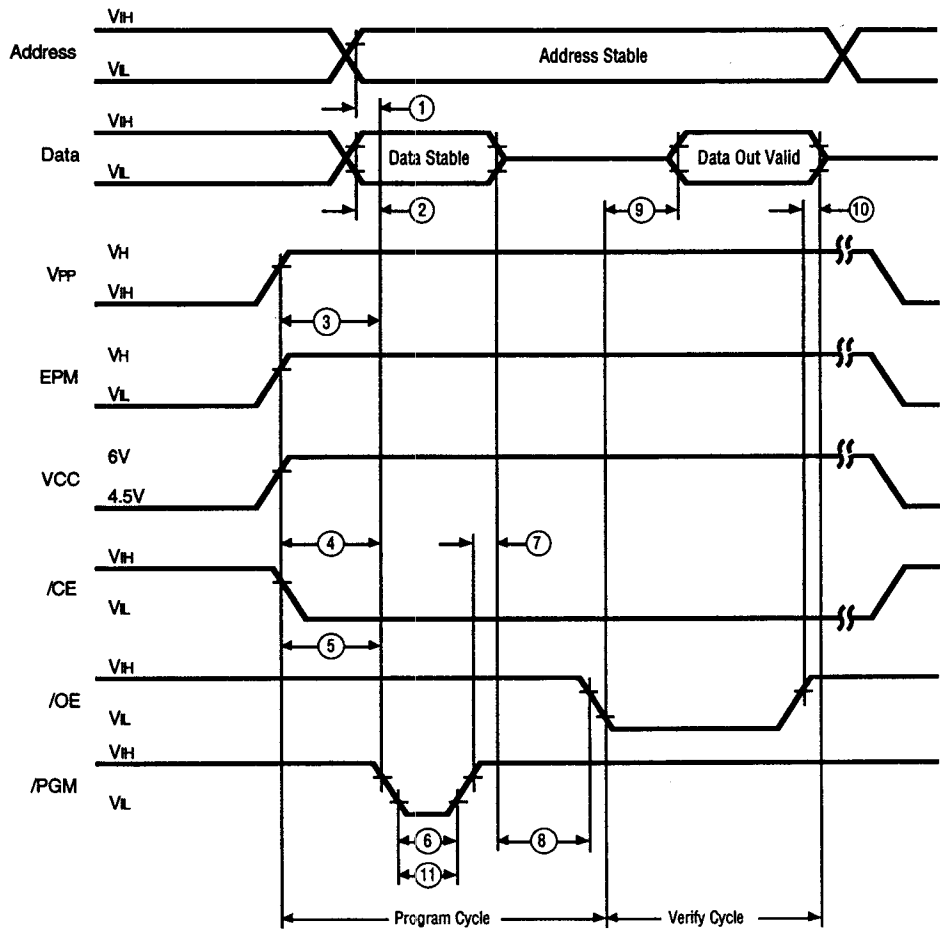 VIH
Address
Address Stable
VIL
1
VIH
Data
Data Stable
Data Out Valid
VIL
2
9
10
VH
VPP
VIH
3
VH
EPM
VIL
6V
VCC
4.5V
4
7
VIH
/CE
VIL
5
VIH
/OE
VIL
VIH
/PGM
VIL
6
8
11
Program Cycle
Verify Cycle